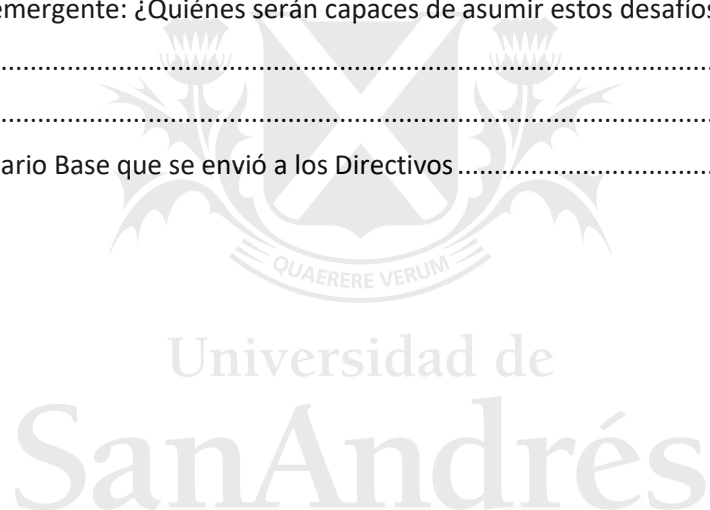 emergente: ¿Quiénes serán capaces de asumir estos desafíos
................................................................................
................................................................................
ario Base que se envió a los Directivos ..............................
QUAERERE VERUM
Universidad de
SanAndrés